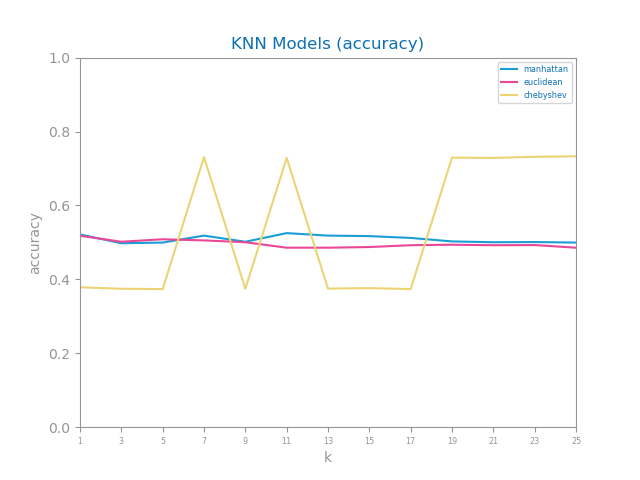 KNN Models (accuracy)
1.0
0.8
0.6
0.4
0.2
0.0
accuracy
manhattan
euclidean
chebyshev
1 3 5 7 9 11 13 15 17 19 21 23 25
k